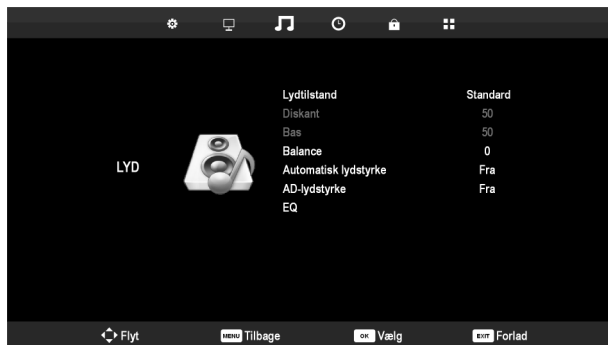 Lydtilstand Standard
Diskant 50
Bas 50
Balance 0
LYD
Automatisk lydstyrke Fra
AD-lydstyrke Fra
EQ
Flyt MENU Tilbage OK Vælg EXIT Forlad